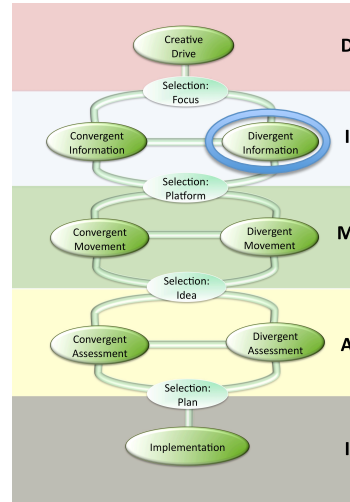 Creative
Drive
D
Selection:
Focus
Convergent
Information
Divergent
Information
I
Selection:
Platform
Convergent
Movement
Divergent
Movement
M
Selection:
Idea
Convergent
Assessment
Divergent
Assessment
A
Selection:
Plan
Implementation
I